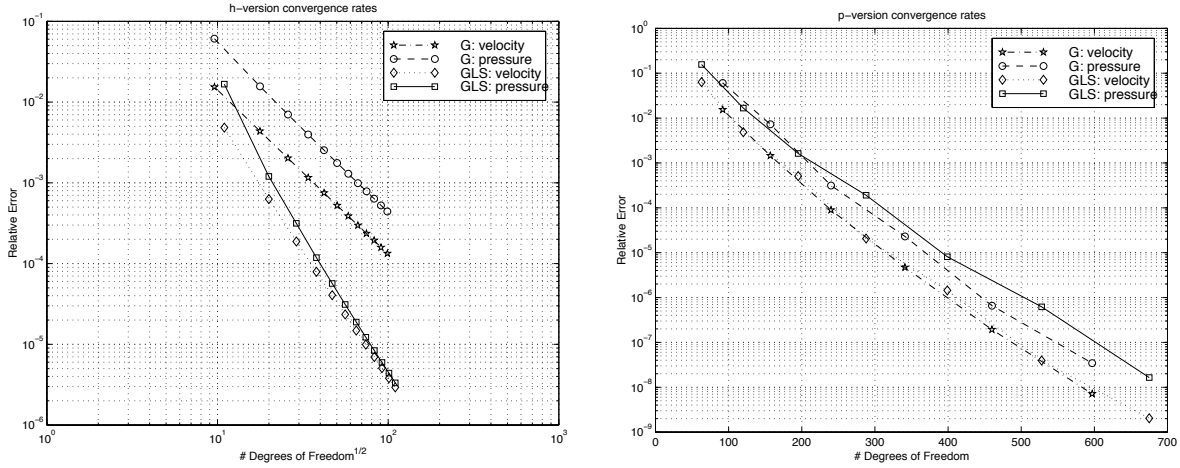 h-version convergence rates
10^-1
10^-2
10^-3
10^-4
10^-5
10^-6
Relative Error
G: velocity
G: pressure
GLS: velocity
GLS: pressure
10^0
10^1
10^2
10^3
# Degrees of Freedom^1/2
p-version convergence rates
10^0
10^-1
10^-2
10^-3
10^-4
10^-5
10^-6
10^-7
10^-8
10^-9
Relative Error
G: velocity
G: pressure
GLS: velocity
GLS: pressure
0 100 200 300 400 500 600 700
# Degrees of Freedom